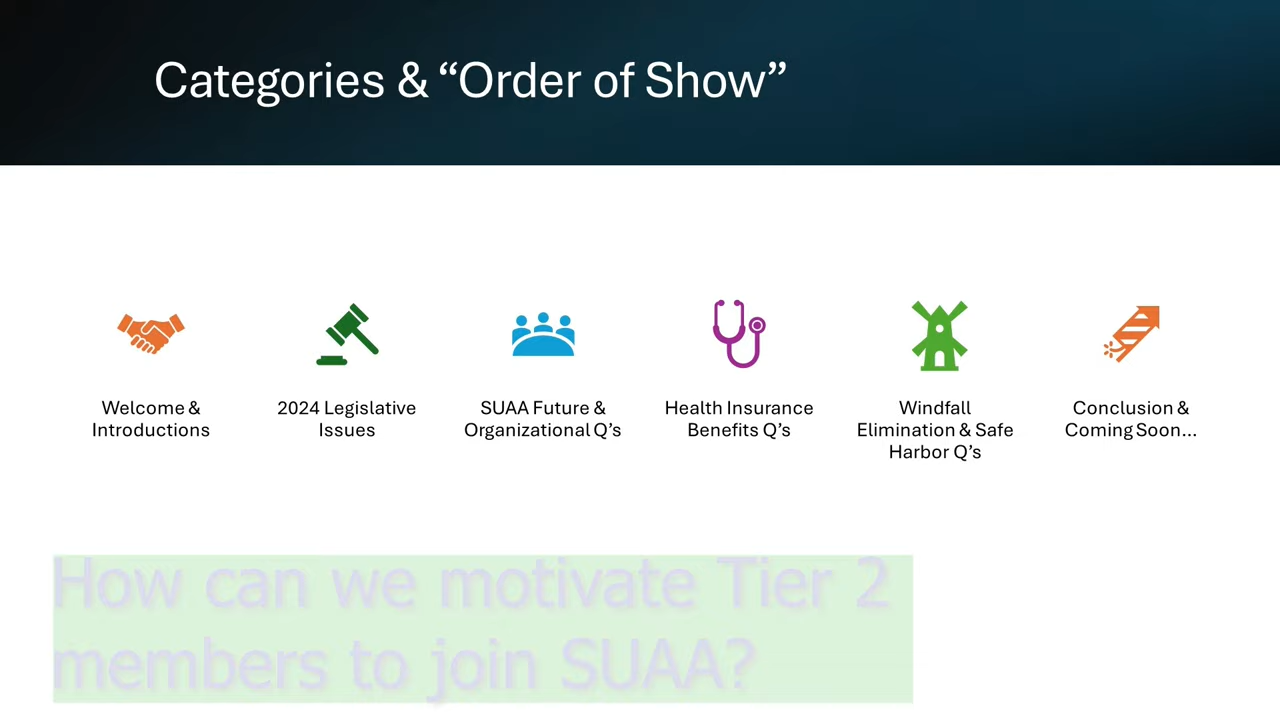 Categories & “Order of Show”
Welcome &
Introductions
2024 Legislative
Issues
SUAA Future &
Organizational Q’s
Health Insurance
Benefits Q’s
Windfall
Elimination & Safe
Harbor Q’s
Conclusion &
Coming Soon...
How can we motivate Tier 2
members to join SUAA?